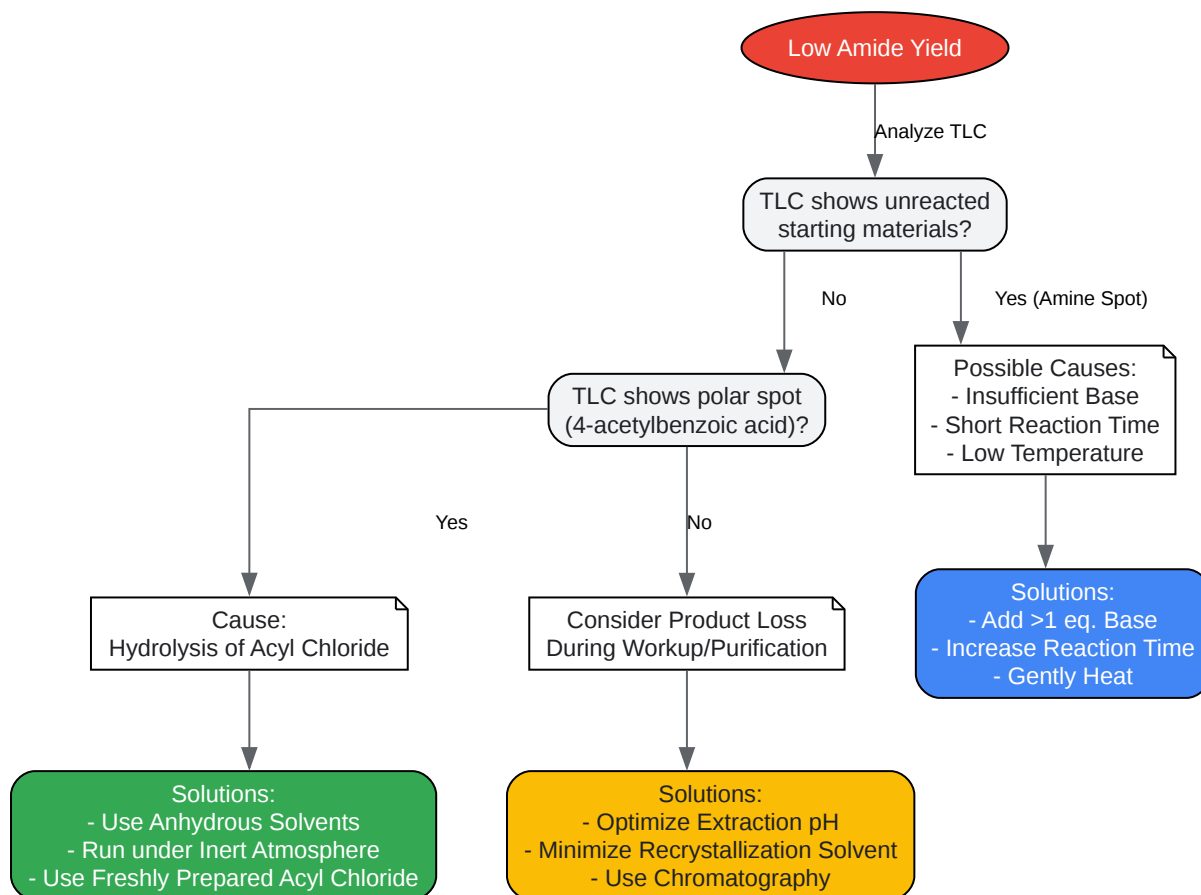 Low Amide Yield
Analyze TLC
TLC shows unreacted
starting materials?
No
Yes (Amine Spot)
Possible Causes:
- Insufficient Base
- Short Reaction Time
- Low Temperature
TLC shows polar spot
(4-acetylbenzoic acid)?
Yes
No
Cause:
Hydrolysis of Acyl Chloride
Consider Product Loss
During Workup/Purification
Solutions:
- Add >1 eq. Base
- Increase Reaction Time
- Gently Heat
Solutions:
- Use Anhydrous Solvents
- Run under Inert Atmosphere
- Use Freshly Prepared Acyl Chloride
Solutions:
- Optimize Extraction pH
- Minimize Recrystallization Solvent
- Use Chromatography